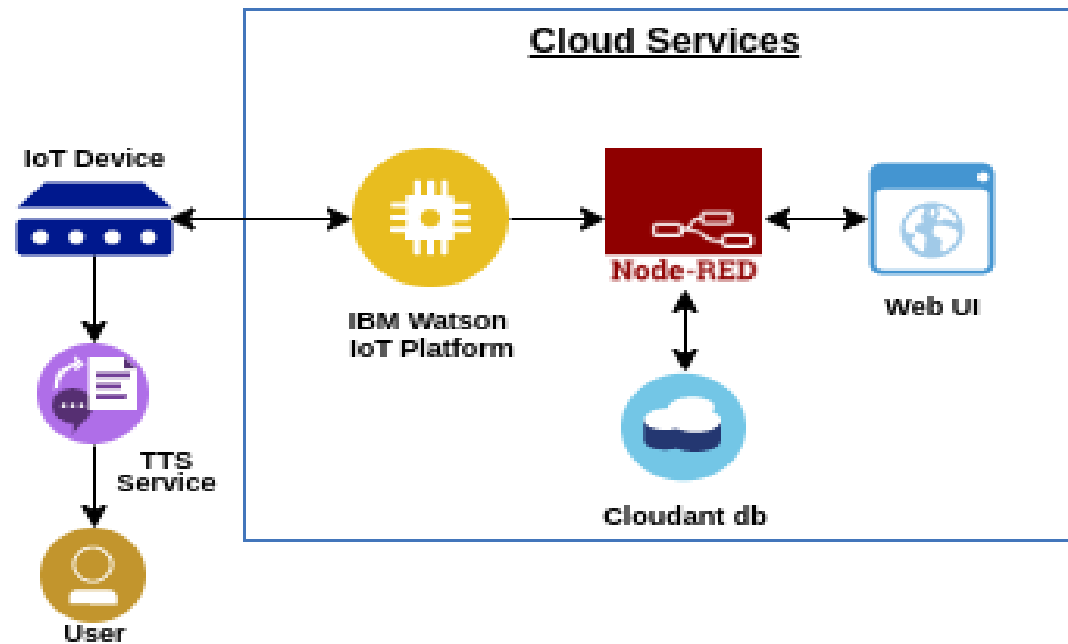 Cloud Services
IoT Device
Node-RED
IBM Watson
IoT Platform
Web UI
TTS
Service
Cloudant db
User